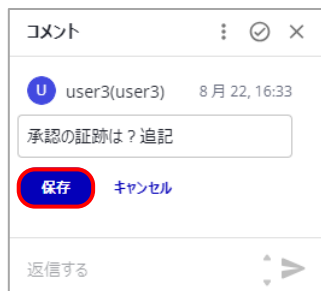 コメント
U user3(user3) 8 月 22, 16:33
承認の証跡は？追記
保存 キャンセル
返信する